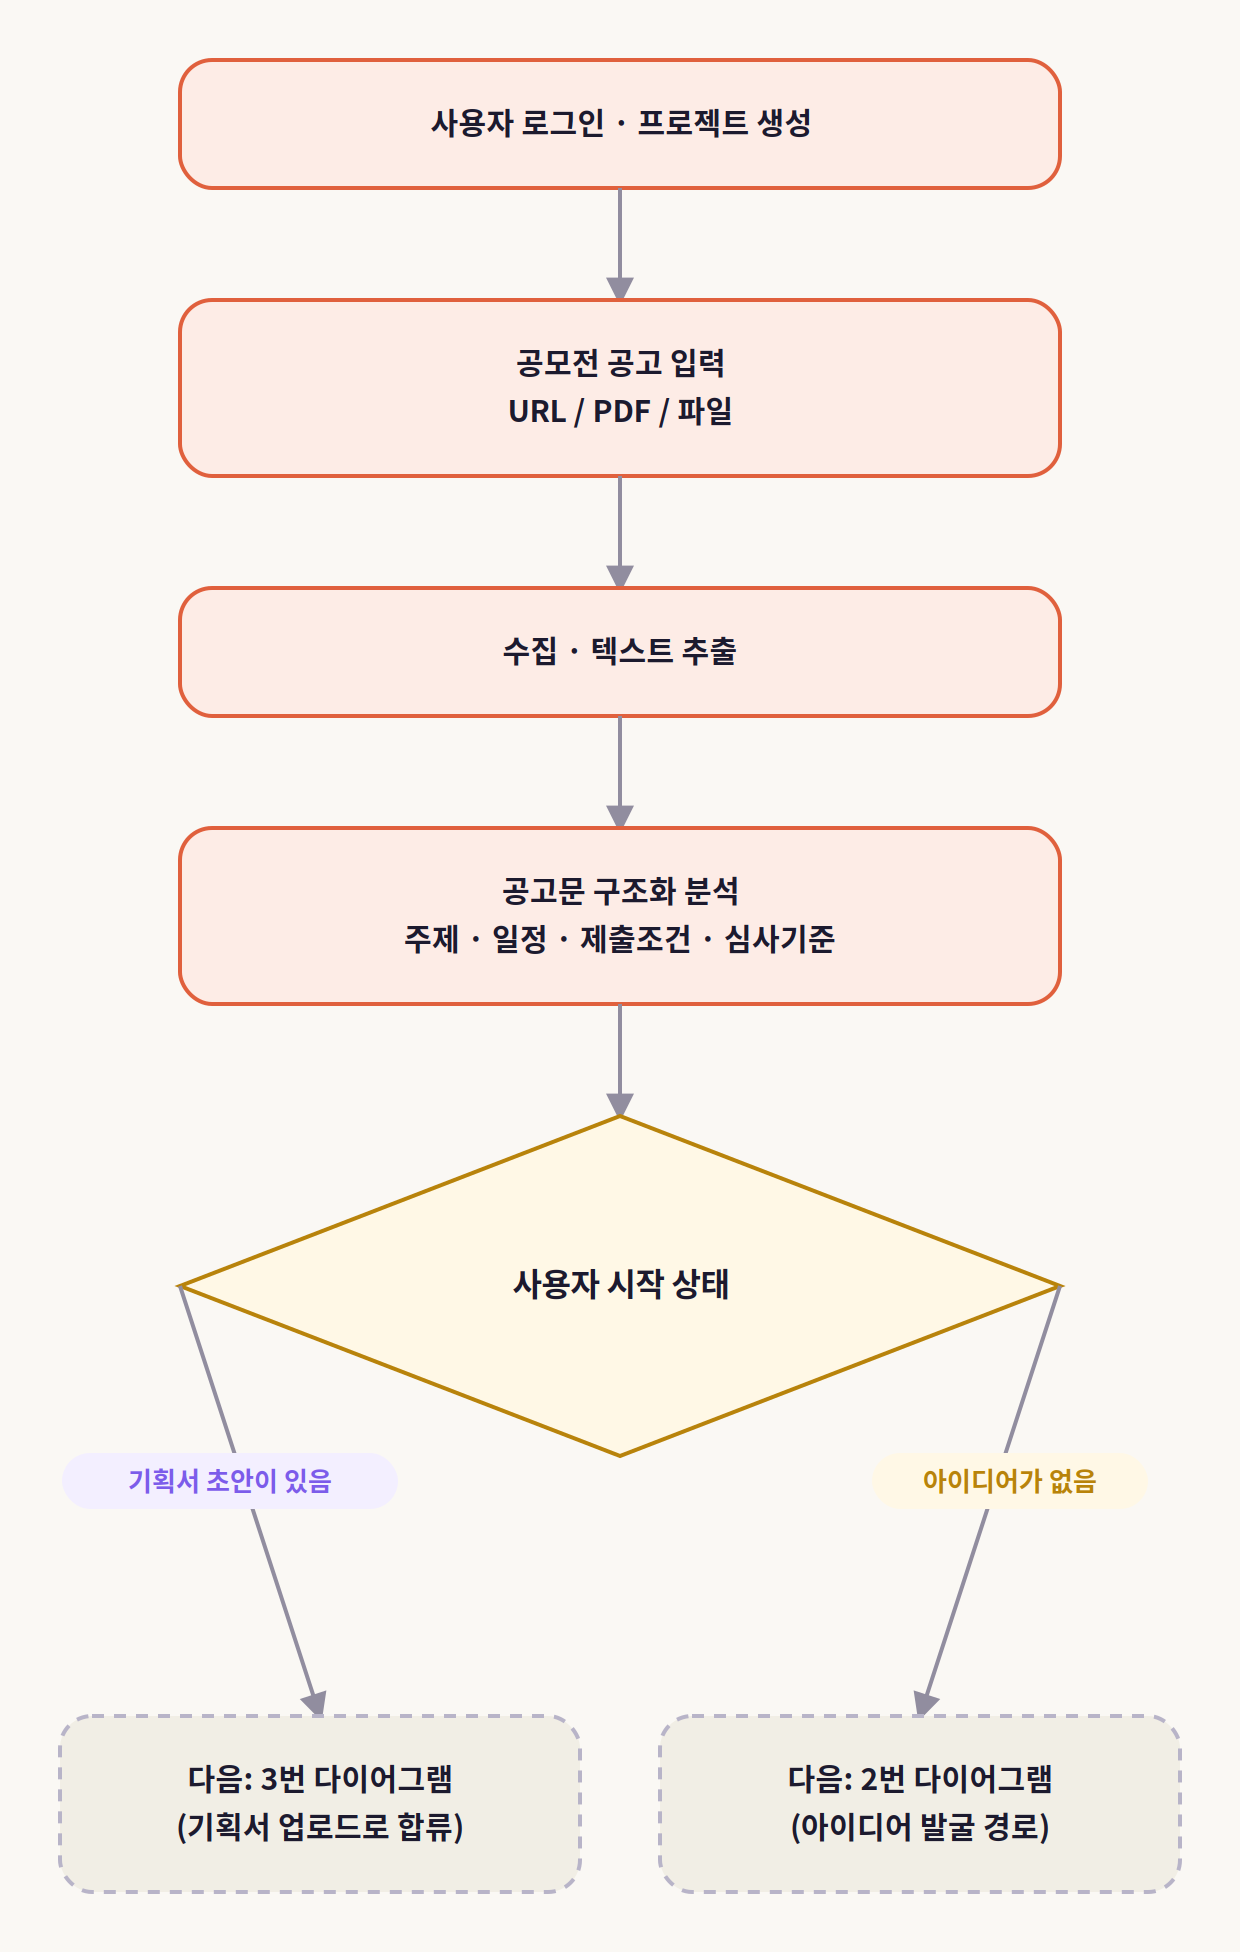 사용자 로그인 · 프로젝트 생성
공모전 공고 입력
URL / PDF / 파일
수집 · 텍스트 추출
공고문 구조화 분석
주제 · 일정 · 제출조건 · 심사기준
사용자 시작 상태
기획서 초안이 있음
아이디어가 없음
다음: 3번 다이어그램
(기획서 업로드로 합류)
다음: 2번 다이어그램
(아이디어 발굴 경로)